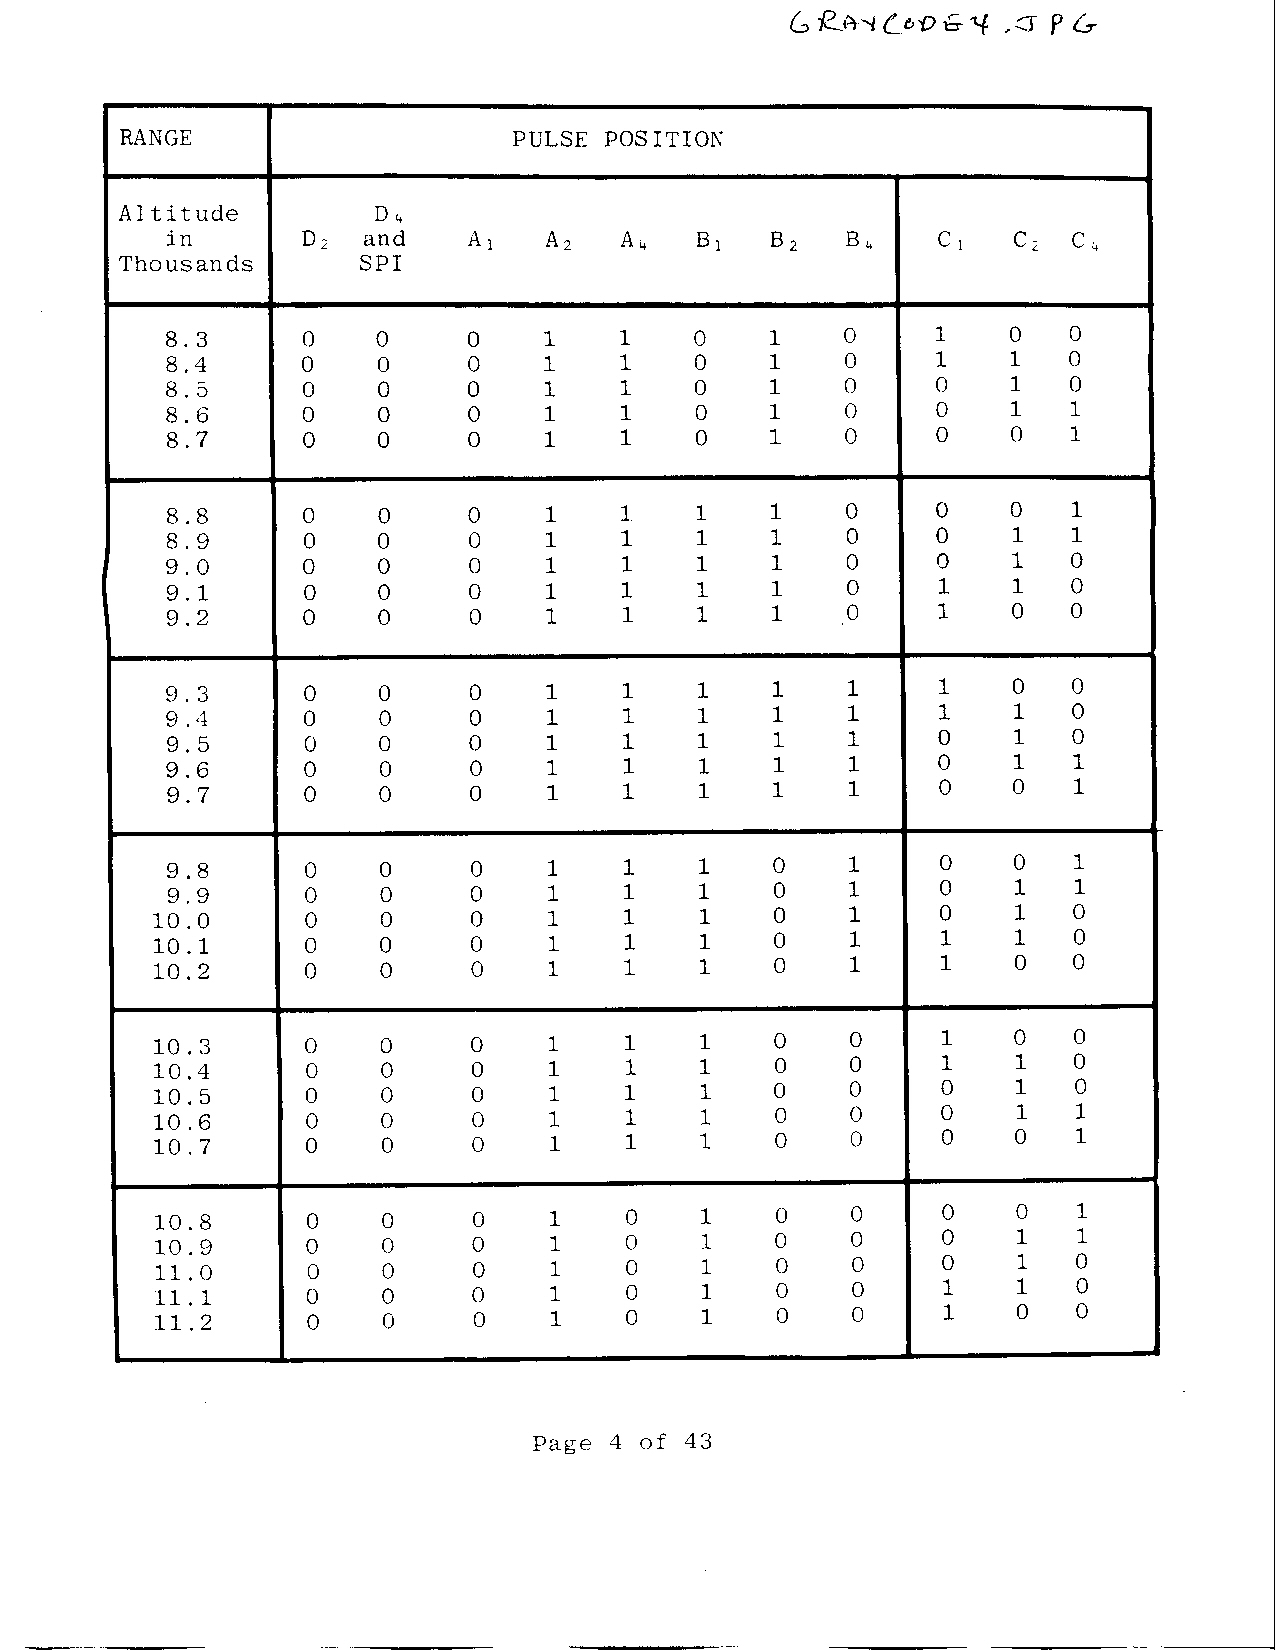 GRAYCODE4.JPG
RANGE PULSE POSITION
Altitude in Thousands D2 D4 and SPI A1 A2 A4 B1 B2 B4 C1 C2 C4
8.3 0 0 0 1 1 0 1 0 1 0 0
8.4 0 0 0 1 1 0 1 0 1 1 0
8.5 0 0 0 1 1 0 1 0 0 1 0
8.6 0 0 0 1 1 0 1 0 0 1 1
8.7 0 0 0 1 1 0 1 0 0 0 1
8.8 0 0 0 1 1 1 1 0 0 0 1
8.9 0 0 0 1 1 1 1 0 0 1 1
9.0 0 0 0 1 1 1 1 0 0 1 0
9.1 0 0 0 1 1 1 1 0 1 1 0
9.2 0 0 0 1 1 1 1 0 1 0 0
9.3 0 0 0 1 1 1 1 1 1 0 0
9.4 0 0 0 1 1 1 1 1 1 1 0
9.5 0 0 0 1 1 1 1 1 0 1 0
9.6 0 0 0 1 1 1 1 1 0 1 1
9.7 0 0 0 1 1 1 1 1 0 0 1
9.8 0 0 0 1 1 1 0 1 0 0 1
9.9 0 0 0 1 1 1 0 1 0 1 1
10.0 0 0 0 1 1 1 0 1 0 1 0
10.1 0 0 0 1 1 1 0 1 1 1 0
10.2 0 0 0 1 1 1 0 1 1 0 0
10.3 0 0 0 1 1 1 0 0 1 0 0
10.4 0 0 0 1 1 1 0 0 1 1 0
10.5 0 0 0 1 1 1 0 0 0 1 0
10.6 0 0 0 1 1 1 0 0 0 1 1
10.7 0 0 0 1 1 1 0 0 0 0 1
10.8 0 0 0 1 0 1 0 0 0 0 1
10.9 0 0 0 1 0 1 0 0 0 1 1
11.0 0 0 0 1 0 1 0 0 0 1 0
11.1 0 0 0 1 0 1 0 0 1 1 0
11.2 0 0 0 1 0 1 0 0 1 0 0
Page 4 of 43